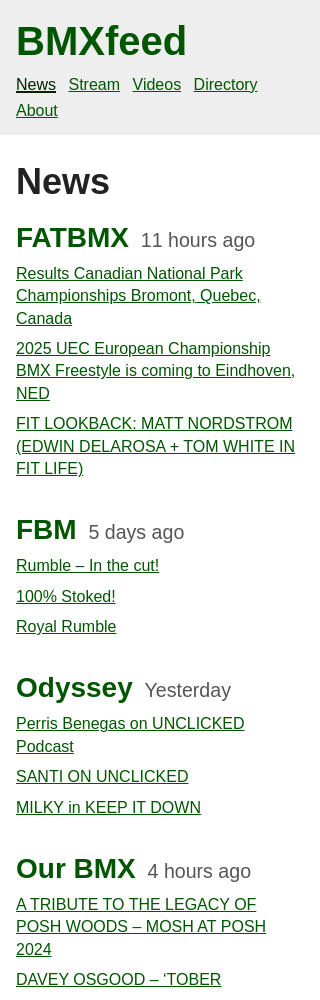 BMXfeed
News Stream Videos Directory
About
News
FATBMX 11 hours ago
Results Canadian National Park
Championships Bromont, Quebec,
Canada
2025 UEC European Championship
BMX Freestyle is coming to Eindhoven,
NED
FIT LOOKBACK: MATT NORDSTROM
(EDWIN DELAROSA + TOM WHITE IN
FIT LIFE)
FBM 5 days ago
Rumble – In the cut!
100% Stoked!
Royal Rumble
Odyssey Yesterday
Perris Benegas on UNCLICKED
Podcast
SANTI ON UNCLICKED
MILKY in KEEP IT DOWN
Our BMX 4 hours ago
A TRIBUTE TO THE LEGACY OF
POSH WOODS – MOSH AT POSH
2024
DAVEY OSGOOD – ‘TOBER